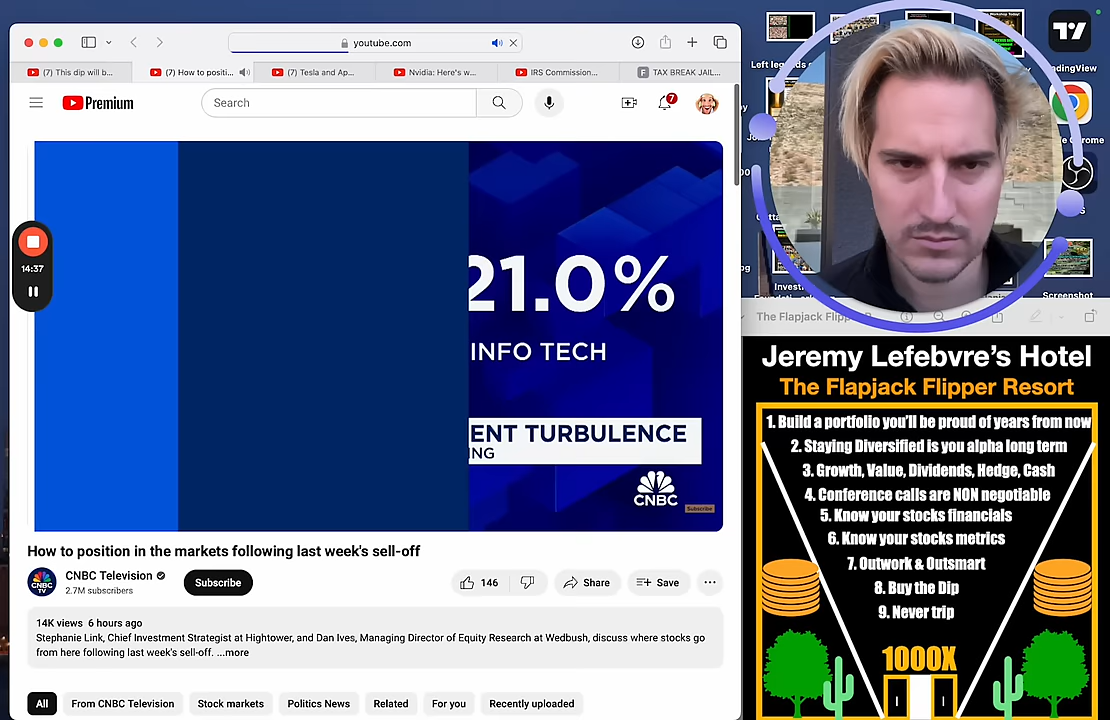 youtube.com
(7) This dip will b...
(7) How to positi...
(7) Tesla and Ap...
Nvidia: Here's w...
IRS Commission...
TAX BREAK JAIL...
Premium
Search
7
14:37
21.0%
INFO TECH
ENT TURBULENCE
ING
CNBC
Subscribe
How to position in the markets following last week's sell-off
CNBC Television
2.7M subscribers
Subscribe
146
Share
Save
14K views 6 hours ago
Stephanie Link, Chief Investment Strategist at Hightower, and Dan Ives, Managing Director of Equity Research at Wedbush, discuss where stocks go
from here following last week's sell-off. ...more
All
From CNBC Television
Stock markets
Politics News
Related
For you
Recently uploaded
Left legends
adingView
Chrome
Invest
Screenshot
The Flapjack Flipp
Jeremy Lefebvre's Hotel
The Flapjack Flipper Resort
1. Build a portfolio you'll be proud of years from now
2. Staying Diversified is you alpha long term
3. Growth, Value, Dividends, Hedge, Cash
4. Conference calls are NON negotiable
5. Know your stocks financials
6. Know your stocks metrics
7. Outwork & Outsmart
8. Buy the Dip
9. Never trip
1000X